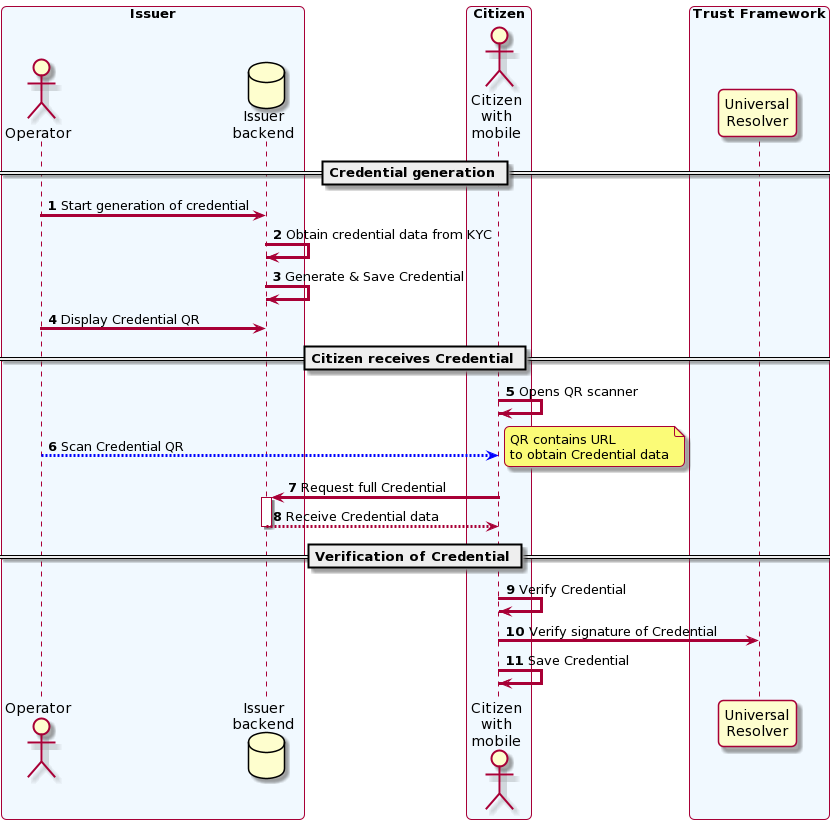 Issuer
Citizen
Trust Framework
Operator
Issuer
backend
Citizen
with
mobile
Universal
Resolver
Credential generation
1 Start generation of credential
2 Obtain credential data from KYC
3 Generate & Save Credential
4 Display Credential QR
Citizen receives Credential
5 Opens QR scanner
6 Scan Credential QR
QR contains URL
to obtain Credential data
7 Request full Credential
8 Receive Credential data
Verification of Credential
9 Verify Credential
10 Verify signature of Credential
11 Save Credential
Operator
Issuer
backend
Citizen
with
mobile
Universal
Resolver